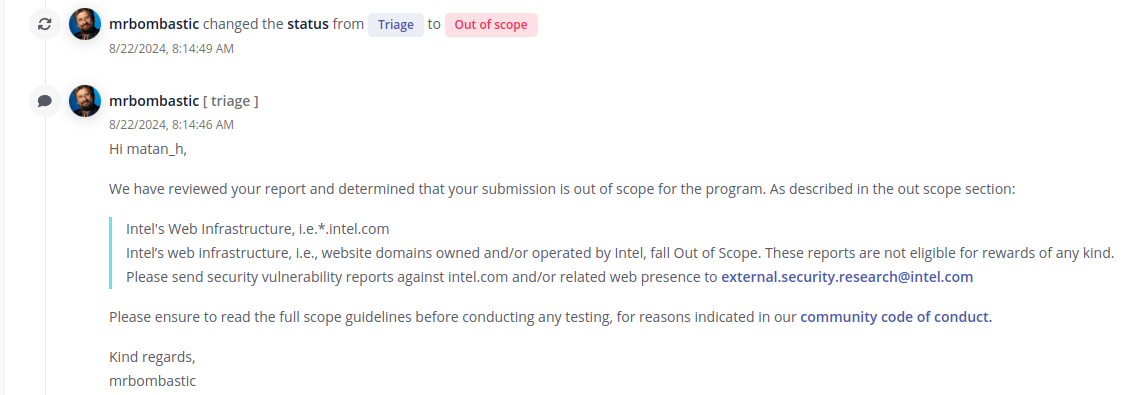 mrbombastic changed the status from Triage to Out of scope
8/22/2024, 8:14:49 AM
mrbombastic [ triage ]
8/22/2024, 8:14:46 AM
Hi matan_h,
We have reviewed your report and determined that your submission is out of scope for the program. As described in the out scope section:
Intel's Web Infrastructure, i.e.*.intel.com
Intel’s web infrastructure, i.e., website domains owned and/or operated by Intel, fall Out of Scope. These reports are not eligible for rewards of any kind.
Please send security vulnerability reports against intel.com and/or related web presence to external.security.research@intel.com
Please ensure to read the full scope guidelines before conducting any testing, for reasons indicated in our community code of conduct.
Kind regards,
mrbombastic